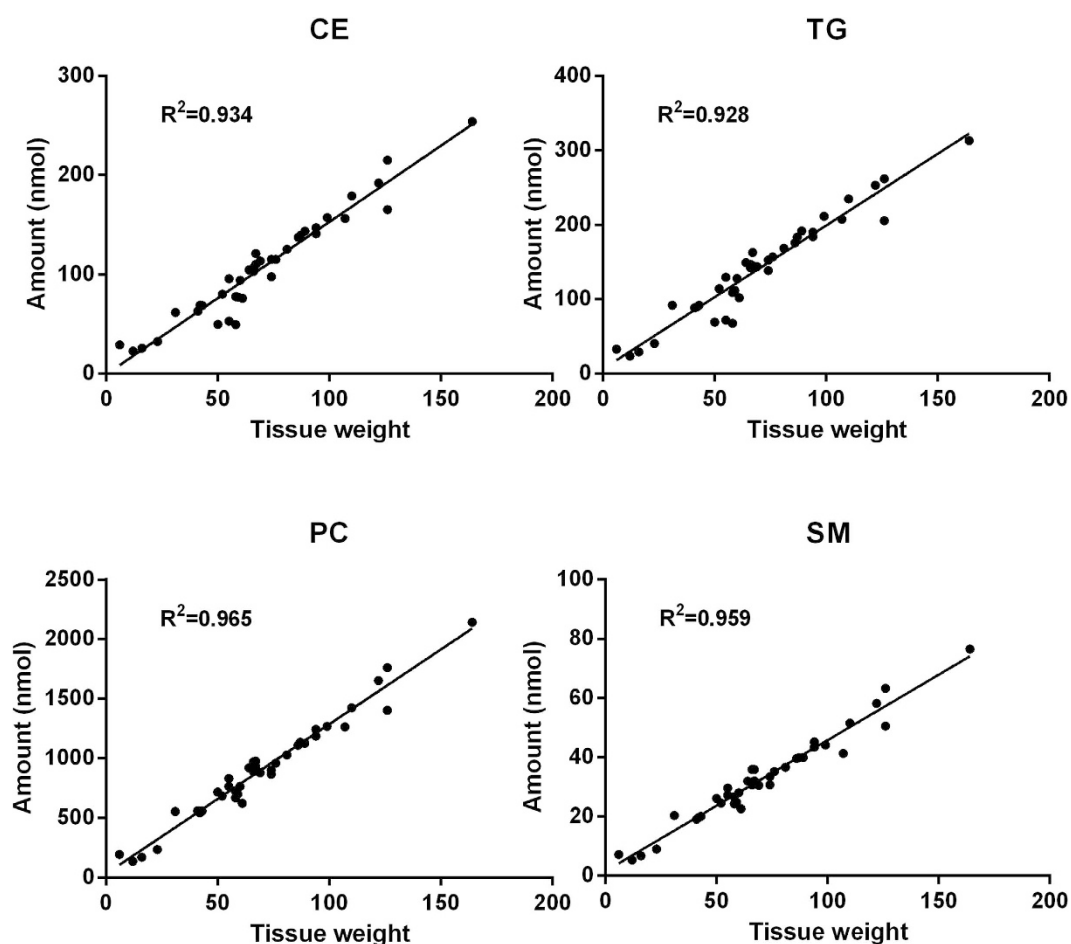 CE
300
200
100
0
R²=0.934
Amount (nmol)
0 50 100 150 200
Tissue weight
TG
400
300
200
100
0
R²=0.928
Amount (nmol)
0 50 100 150 200
Tissue weight
PC
2500
2000
1500
1000
500
0
R²=0.965
Amount (nmol)
0 50 100 150 200
Tissue weight
SM
100
80
60
40
20
0
R²=0.959
Amount (nmol)
0 50 100 150 200
Tissue weight